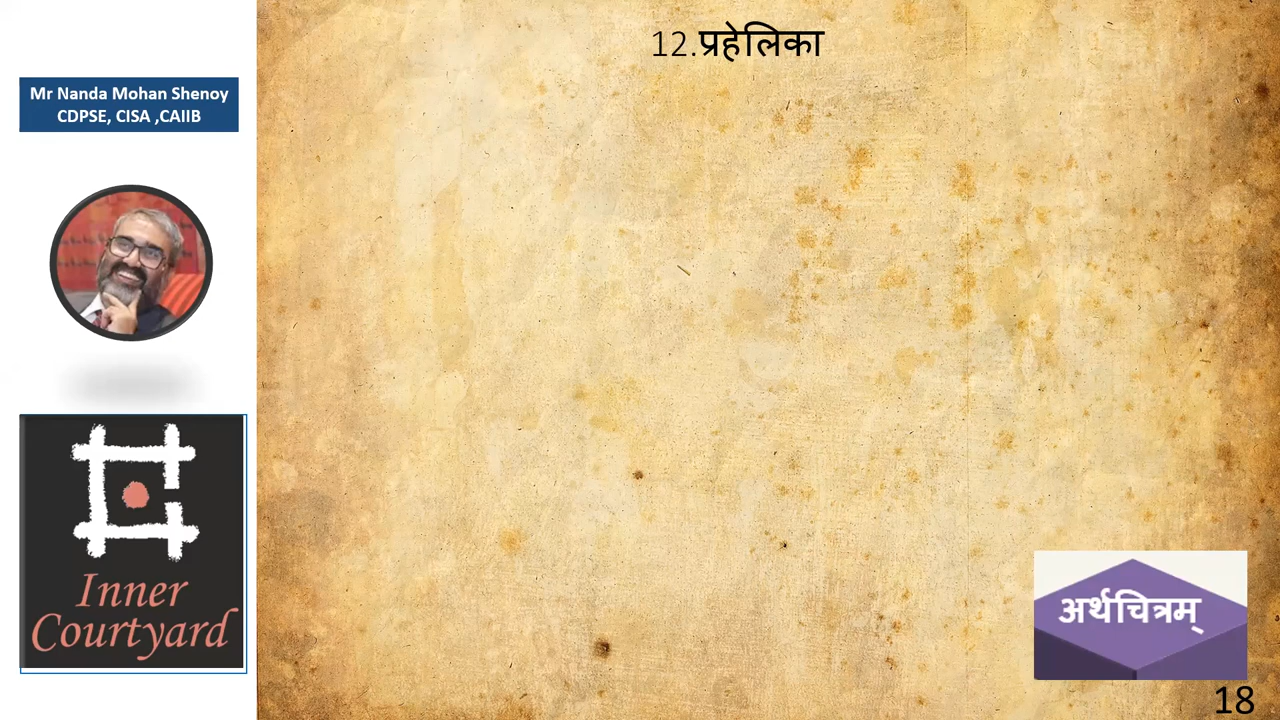 12.प्रहेलिका
Mr Nanda Mohan Shenoy
CDPSE, CISA ,CAIIB
Inner
Courtyard
अर्थचित्रम्
18